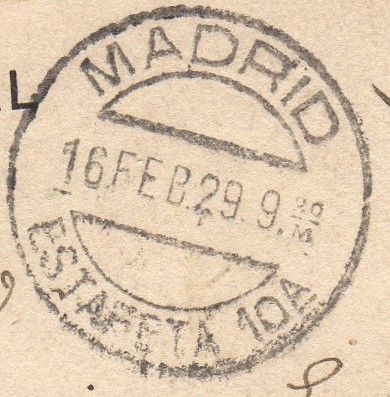 L
MADRID
16.FEB.29.9.30
M
ESTAFETA 10A